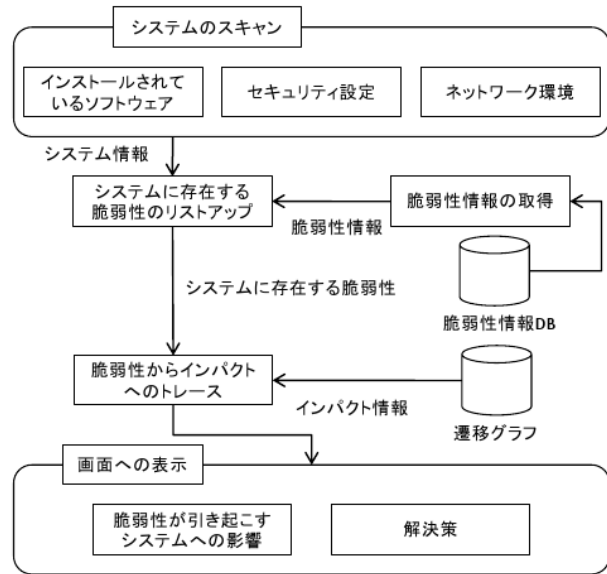 システムのスキャン
インストールされて
いるソフトウェア
セキュリティ設定
ネットワーク環境
システム情報
システムに存在する
脆弱性のリストアップ
脆弱性情報の取得
脆弱性情報
システムに存在する脆弱性
脆弱性情報DB
脆弱性からインパクト
へのトレース
インパクト情報
遷移グラフ
画面への表示
脆弱性が引き起こす
システムへの影響
解決策